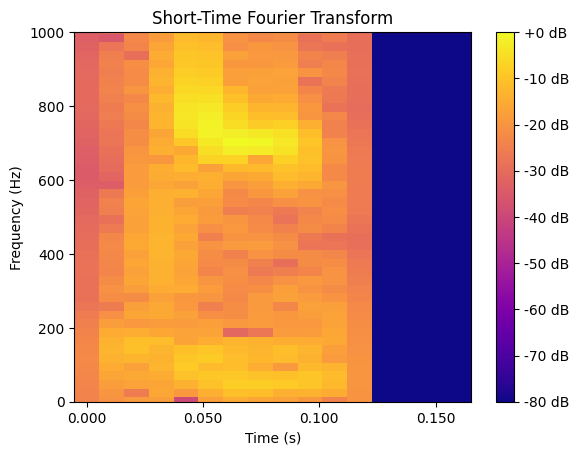 Short-Time Fourier Transform
Frequency (Hz)
1000
800
600
400
200
0
0.000
0.050
0.100
0.150
Time (s)
+0 dB
-10 dB
-20 dB
-30 dB
-40 dB
-50 dB
-60 dB
-70 dB
-80 dB